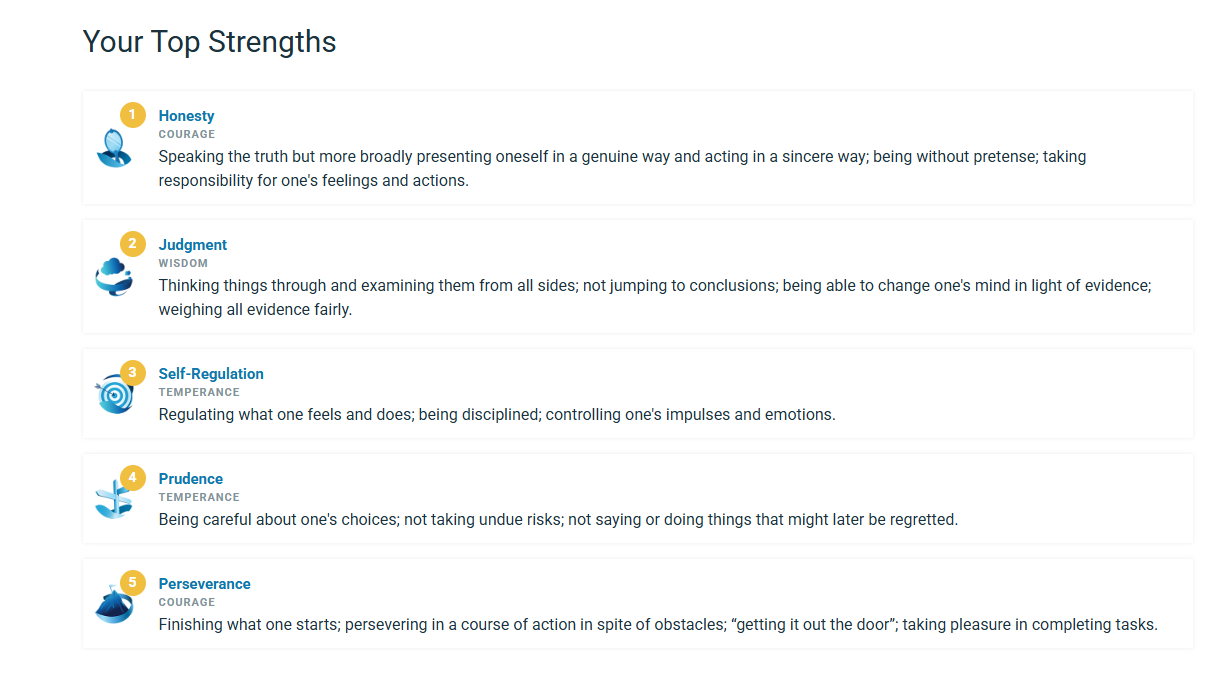 Your Top Strengths
1
Honesty
COURAGE
Speaking the truth but more broadly presenting oneself in a genuine way and acting in a sincere way; being without pretense; taking
responsibility for one's feelings and actions.
2
Judgment
WISDOM
Thinking things through and examining them from all sides; not jumping to conclusions; being able to change one's mind in light of evidence;
weighing all evidence fairly.
3
Self-Regulation
TEMPERANCE
Regulating what one feels and does; being disciplined; controlling one's impulses and emotions.
4
Prudence
TEMPERANCE
Being careful about one's choices; not taking undue risks; not saying or doing things that might later be regretted.
5
Perseverance
COURAGE
Finishing what one starts; persevering in a course of action in spite of obstacles; “getting it out the door”; taking pleasure in completing tasks.